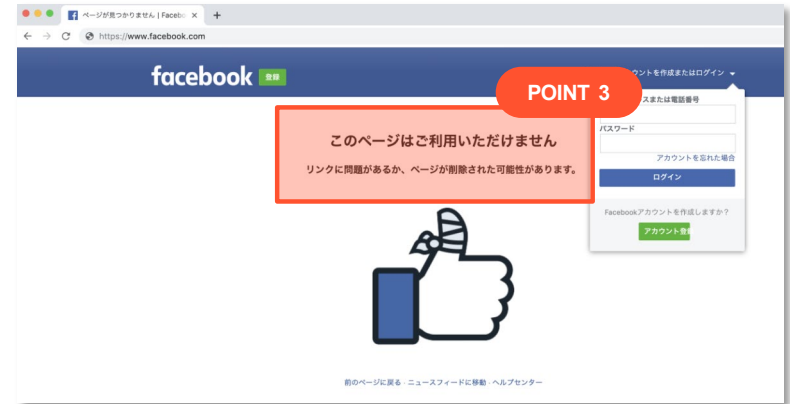 ページが見つかりません | Facebo
https://www.facebook.com
facebook 登録
アカウントを作成またはログイン
POINT 3
スまたは電話番号
パスワード
アカウントを忘れた場合
ログイン
Facebookアカウントを作成しますか？
アカウント登録
このページはご利用いただけません
リンクに問題があるか、ページが削除された可能性があります。
前のページに戻る · ニュースフィードに移動 · ヘルプセンター